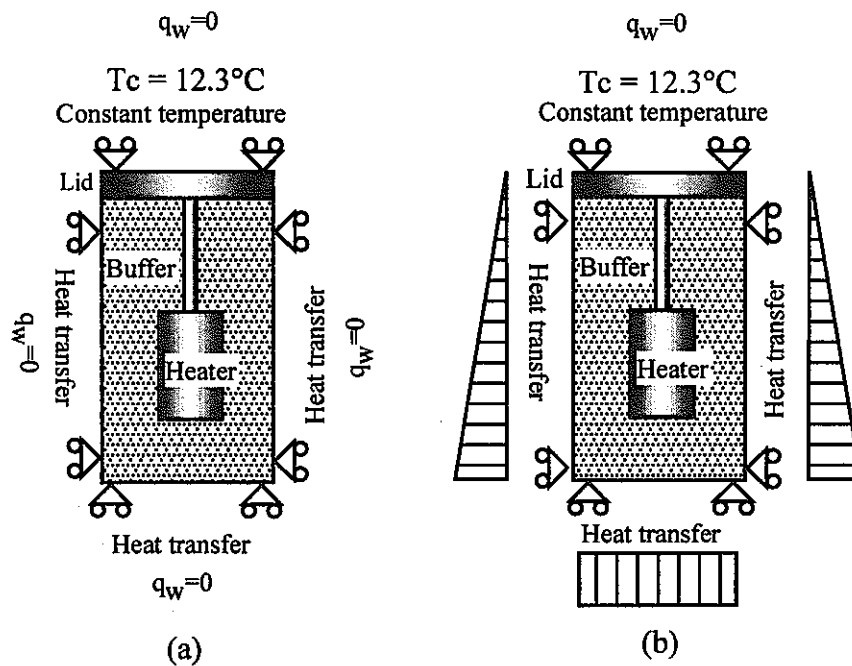 q_w=0
Tc = 12.3°C
Constant temperature
Lid
Buffer
Heater
Heat transfer
q_w=0
Heat transfer
q_w=0
Heat transfer
q_w=0
(a)
q_w=0
Tc = 12.3°C
Constant temperature
Lid
Buffer
Heater
Heat transfer
Heat transfer
Heat transfer
(b)